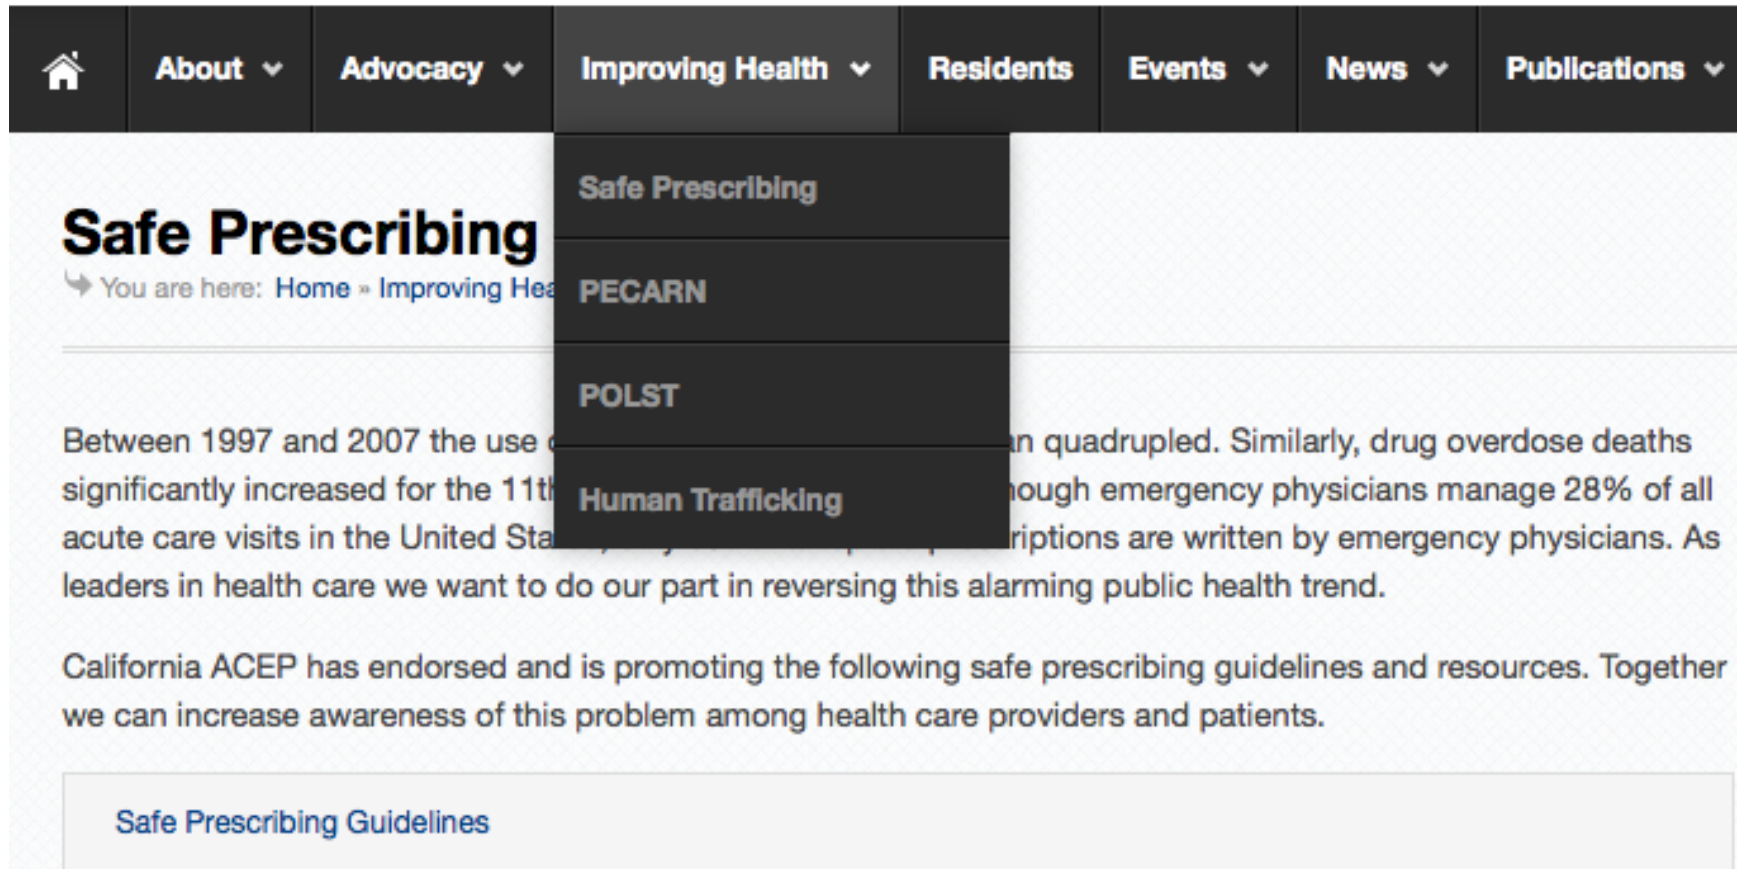 About Advocacy Improving Health Residents Events News Publications
Safe Prescribing
PECARN
POLST
Human Trafficking
Safe Prescribing
You are here: Home » Improving
Between 1997 and 2007 the use quadrupled. Similarly, drug overdose deaths
significantly increased for the emergency physicians manage 28% of all
acute care visits in the United are written by emergency physicians. As
leaders in health care we want to do our part in reversing this alarming public health trend.
California ACEP has endorsed and is promoting the following safe prescribing guidelines and resources. Together
we can increase awareness of this problem among health care providers and patients.
Safe Prescribing Guidelines